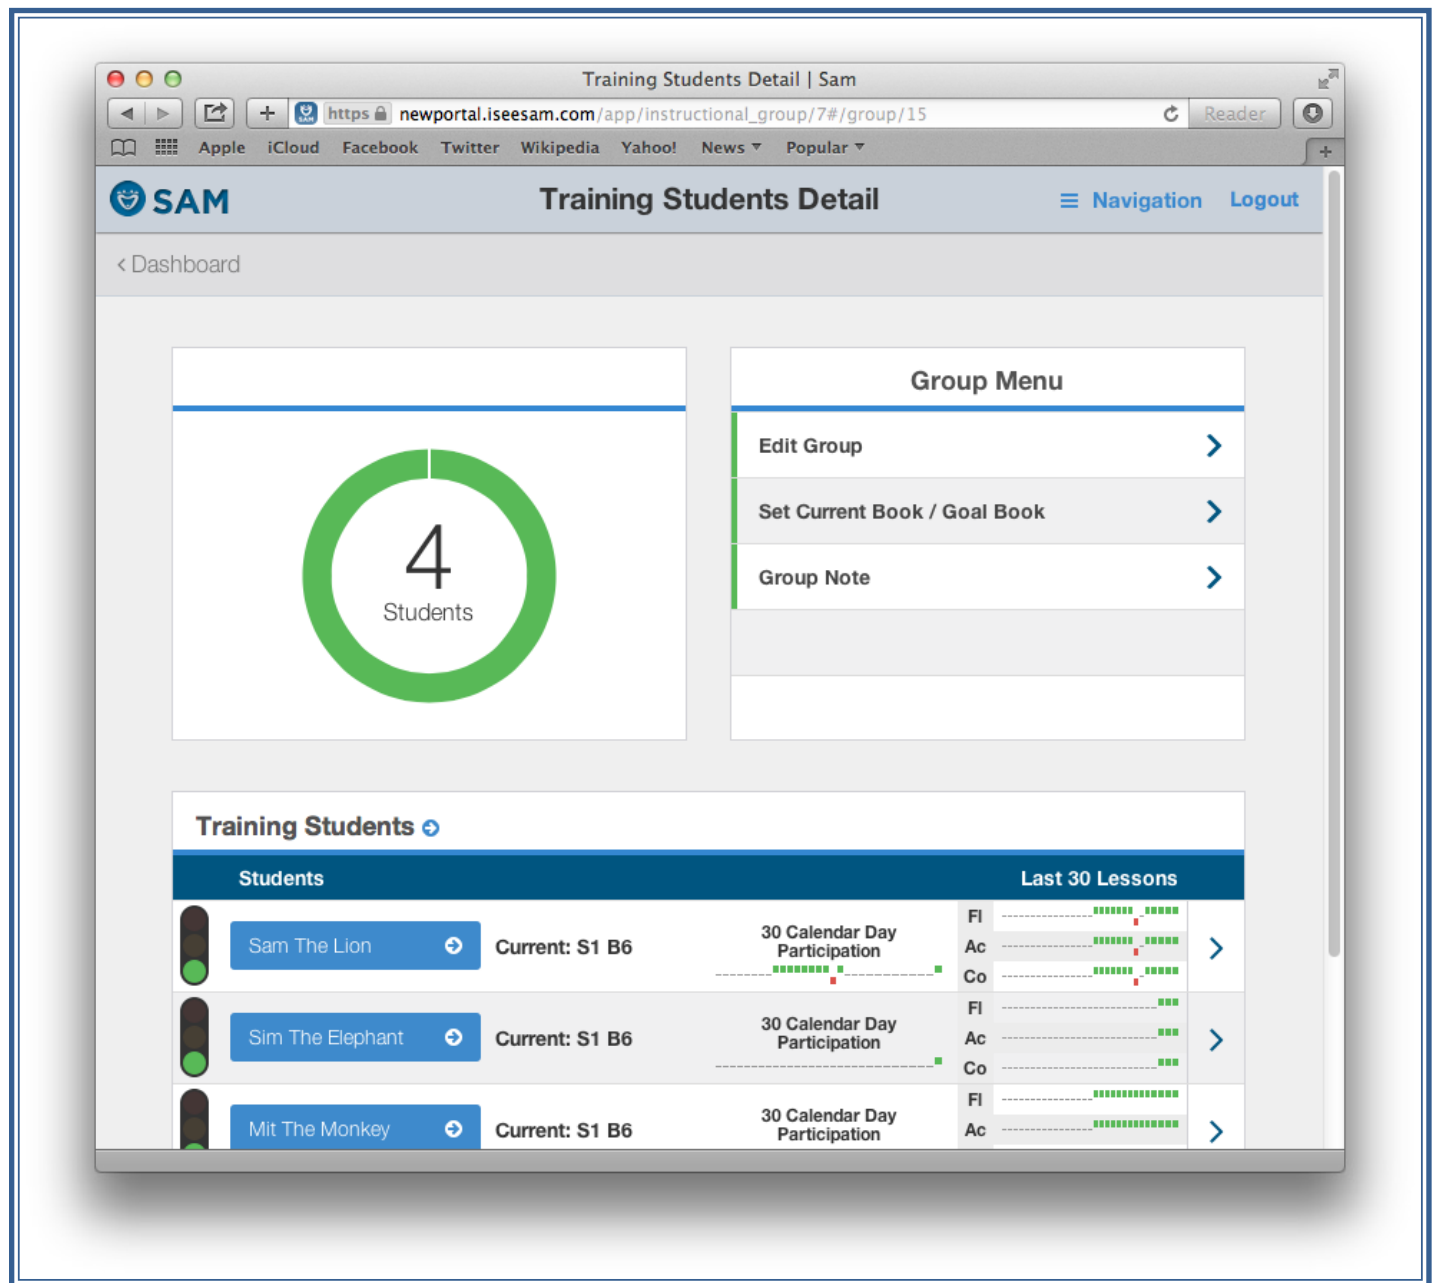 Training Students Detail | Sam
https newportal.iseesam.com/app/instructional_group/7#/group/15
Reader
Apple iCloud Facebook Twitter Wikipedia Yahoo! News Popular
SAM
Training Students Detail
Navigation Logout
< Dashboard
4
Students
Group Menu
Edit Group
Set Current Book / Goal Book
Group Note
Training Students
Students Last 30 Lessons
Sam The Lion
Current: S1 B6
30 Calendar Day
Participation
Fl
Ac
Co
Sim The Elephant
Current: S1 B6
30 Calendar Day
Participation
Fl
Ac
Co
Mit The Monkey
Current: S1 B6
30 Calendar Day
Participation
Fl
Ac